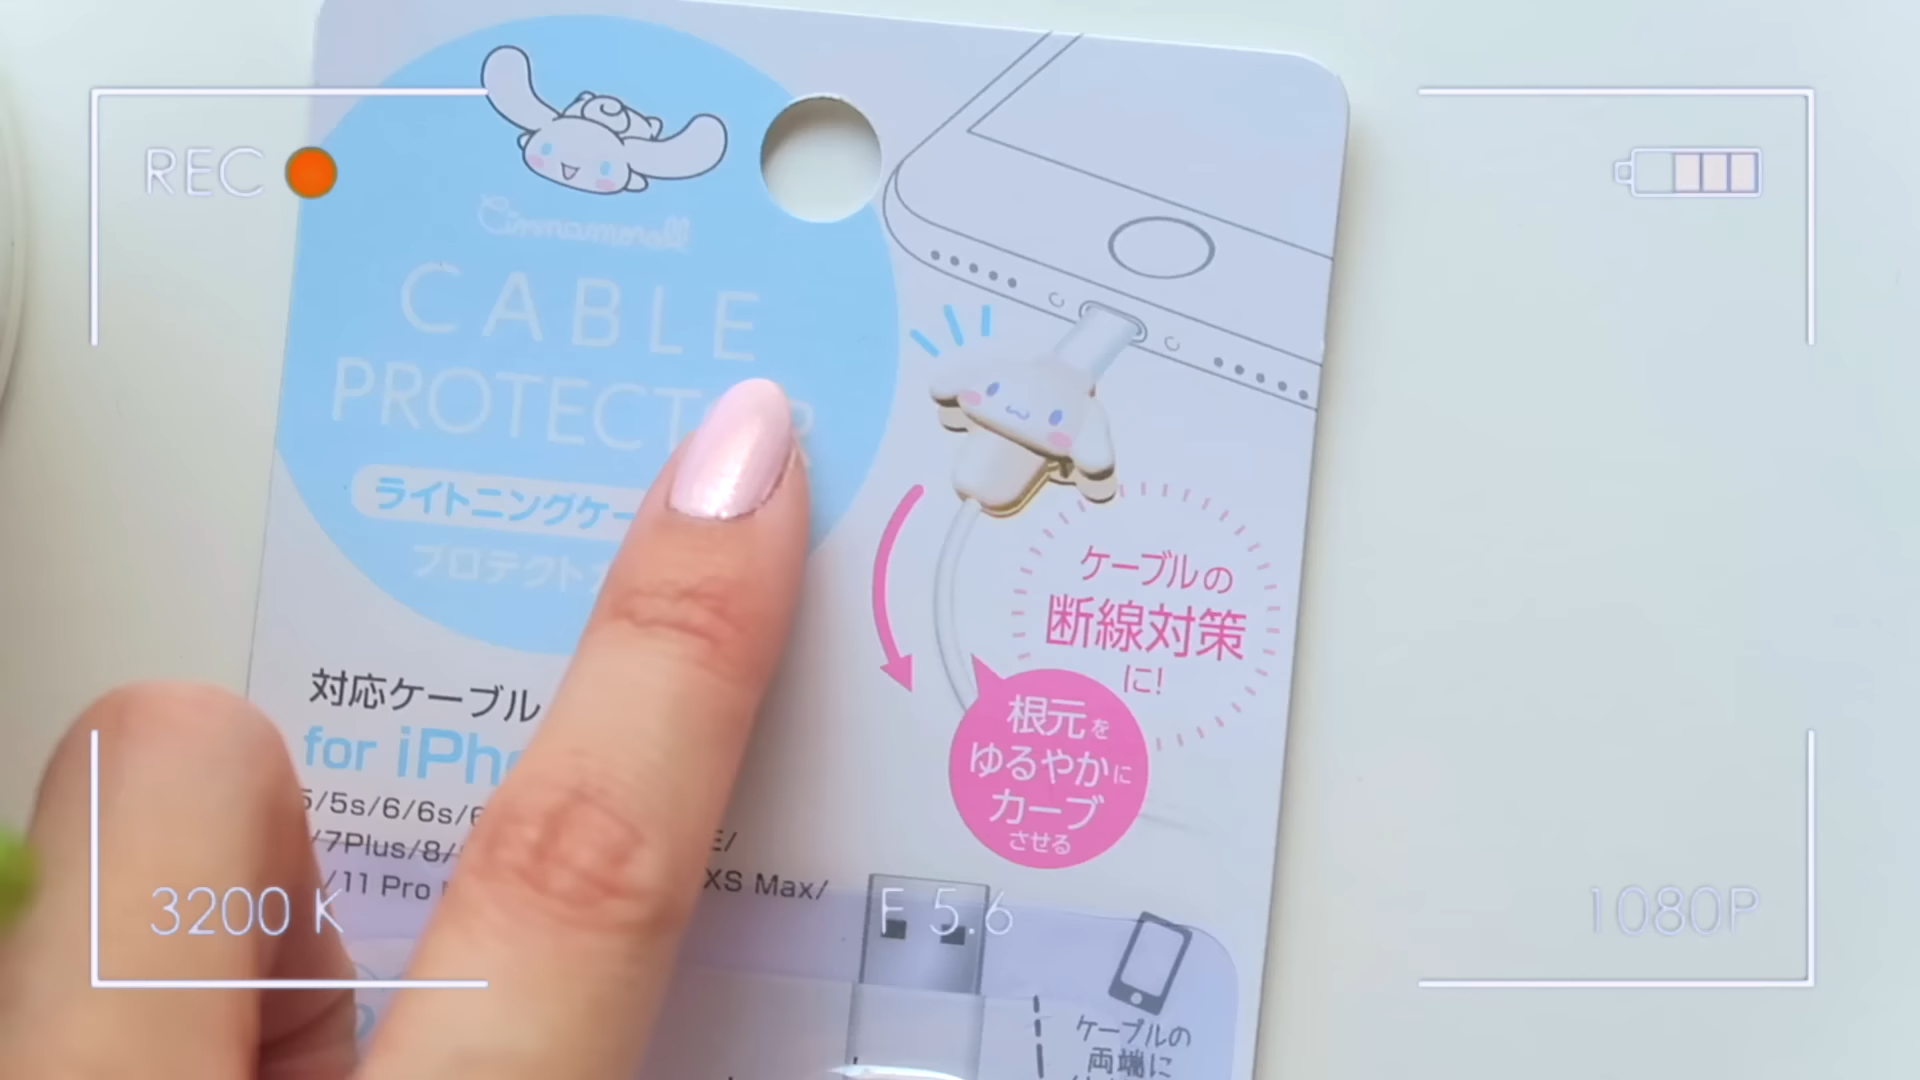 REC
Cinnamoroll
CABLE
PROTECT
ライトニングケー
プロテクト
ケーブルの
断線対策
に!
根元を
ゆるやかに
カーブ
させる
対応ケーブル
for iPh
/5s/6/6s/
/7Plus/8/
/11 Pro
XS Max/
3200 K
F 5.6
1080P
ケーブルの
両端に